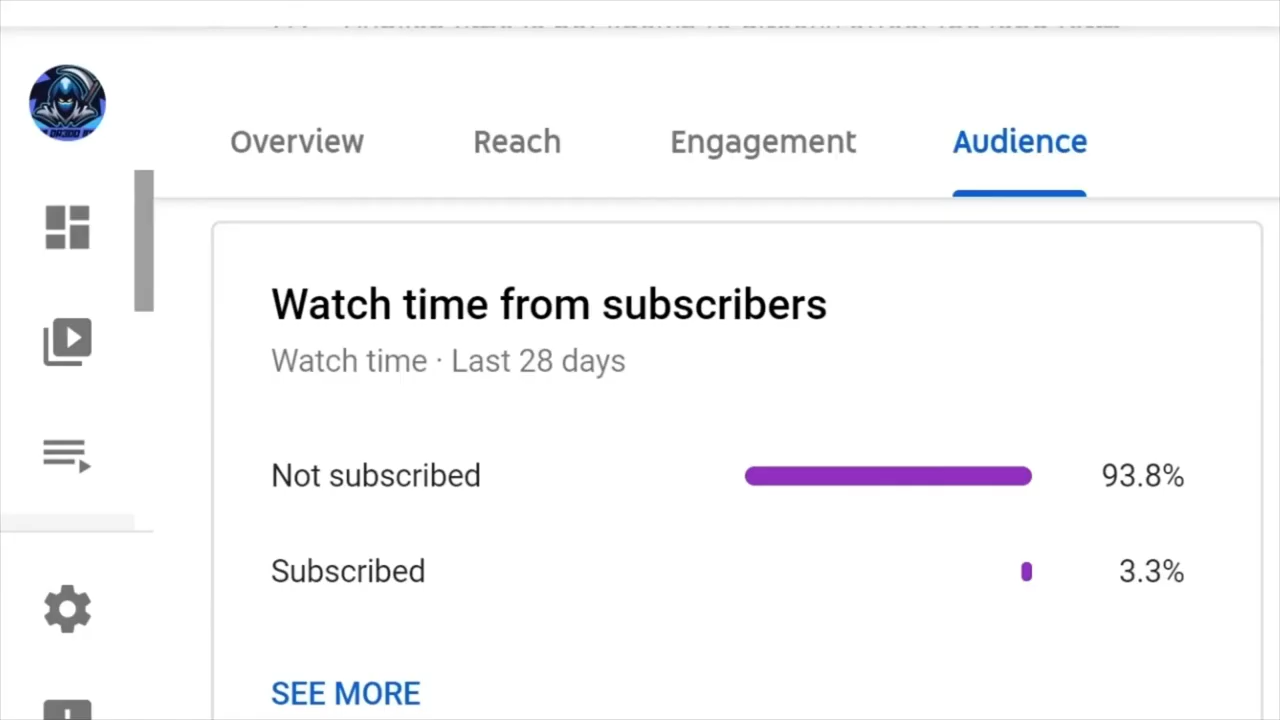 Overview Reach Engagement Audience
Watch time from subscribers
Watch time · Last 28 days
Not subscribed 93.8%
Subscribed 3.3%
SEE MORE